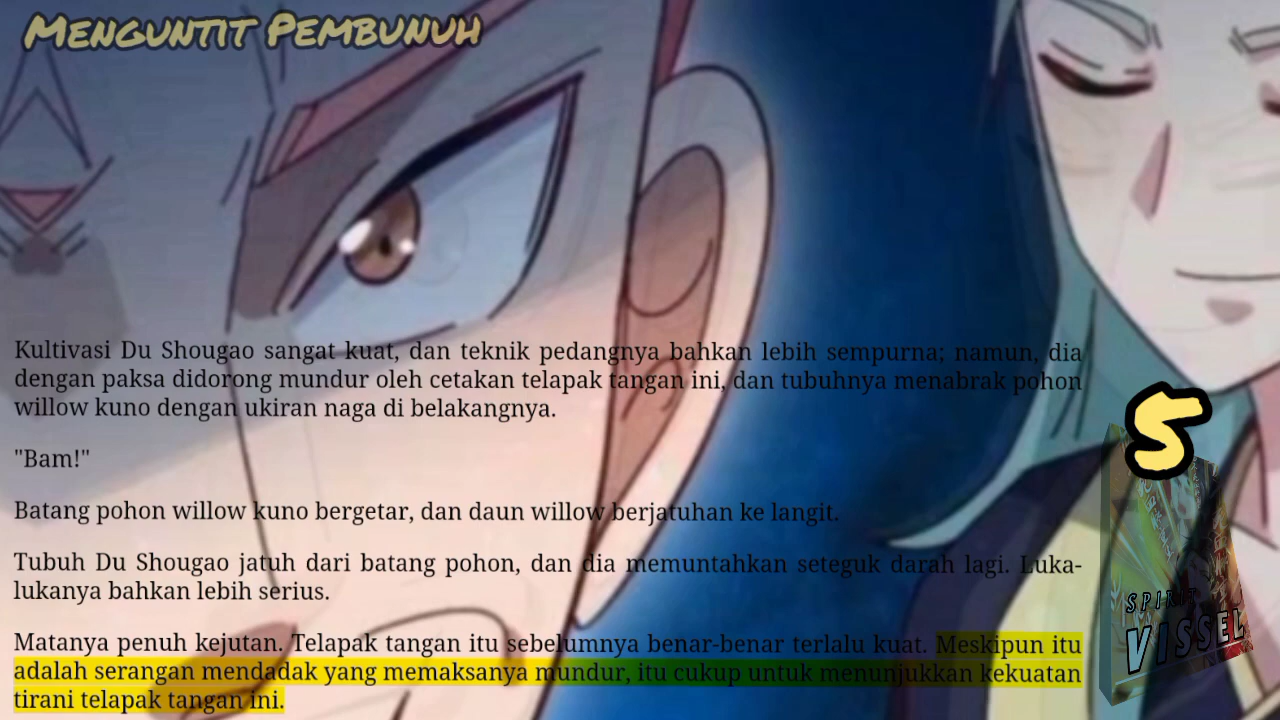 Menguntit Pembunuh
Kultivasi Du Shougao sangat kuat, dan teknik pedangnya bahkan lebih sempurna; namun, dia
dengan paksa didorong mundur oleh cetakan telapak tangan ini, dan tubuhnya menabrak pohon
willow kuno dengan ukiran naga di belakangnya.
"Bam!"
Batang pohon willow kuno bergetar, dan daun willow berjatuhan ke langit.
Tubuh Du Shougao jatuh dari batang pohon, dan dia memuntahkan seteguk darah lagi. Luka-
lukanya bahkan lebih serius.
Matanya penuh kejutan. Telapak tangan itu sebelumnya benar-benar terlalu kuat. Meskipun itu
adalah serangan mendadak yang memaksanya mundur, itu cukup untuk menunjukkan kekuatan
tirani telapak tangan ini.
S
SPIRIT
VISSEL